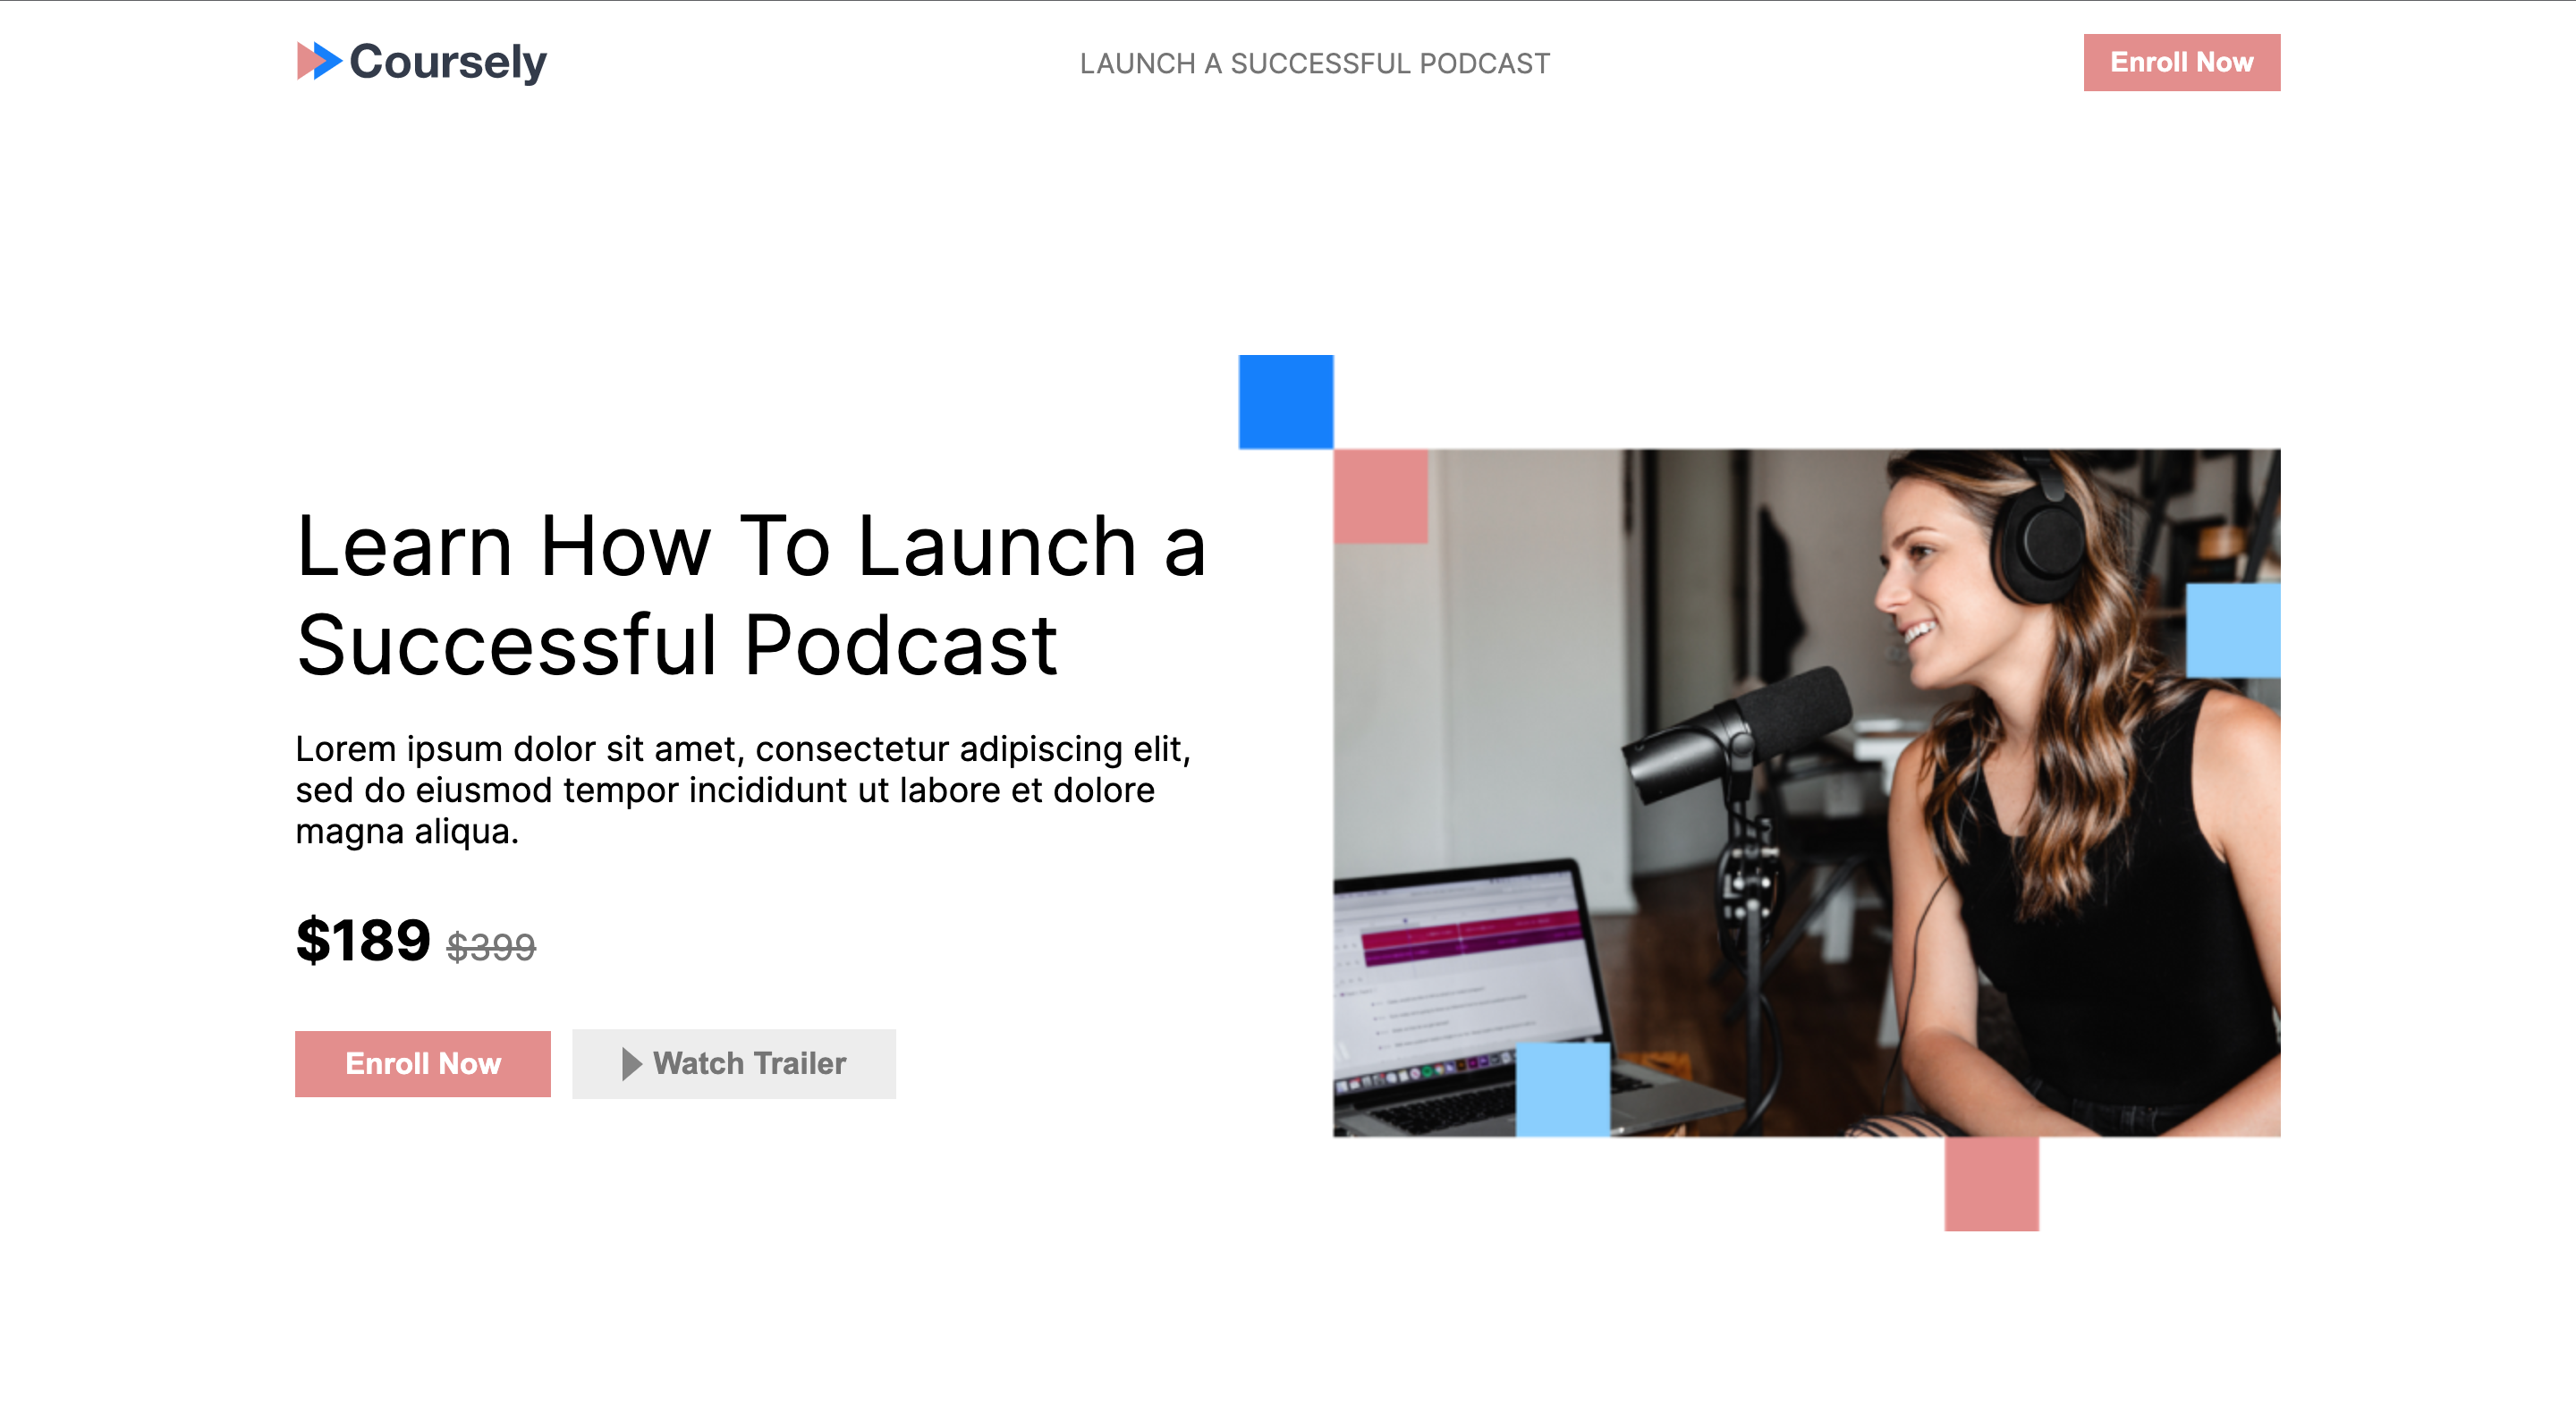 Coursely
LAUNCH A SUCCESSFUL PODCAST
Enroll Now
Learn How To Launch a
Successful Podcast
Lorem ipsum dolor sit amet, consectetur adipiscing elit,
sed do eiusmod tempor incididunt ut labore et dolore
magna aliqua.
$189 $399
Enroll Now
Watch Trailer